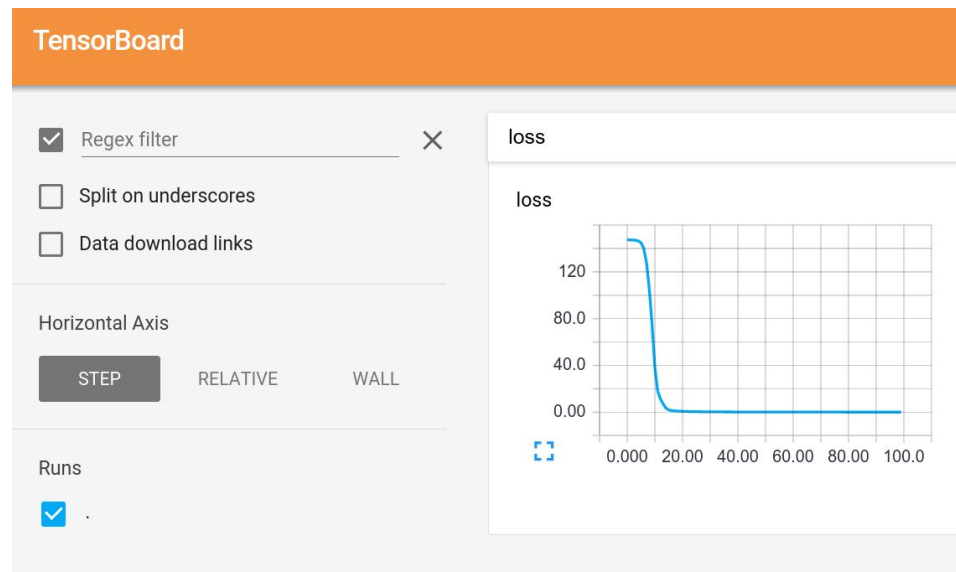 TensorBoard
Regex filter
Split on underscores
Data download links
Horizontal Axis
STEP RELATIVE WALL
Runs
.
loss
loss
120
80.0
40.0
0.00
0.000 20.00 40.00 60.00 80.00 100.0